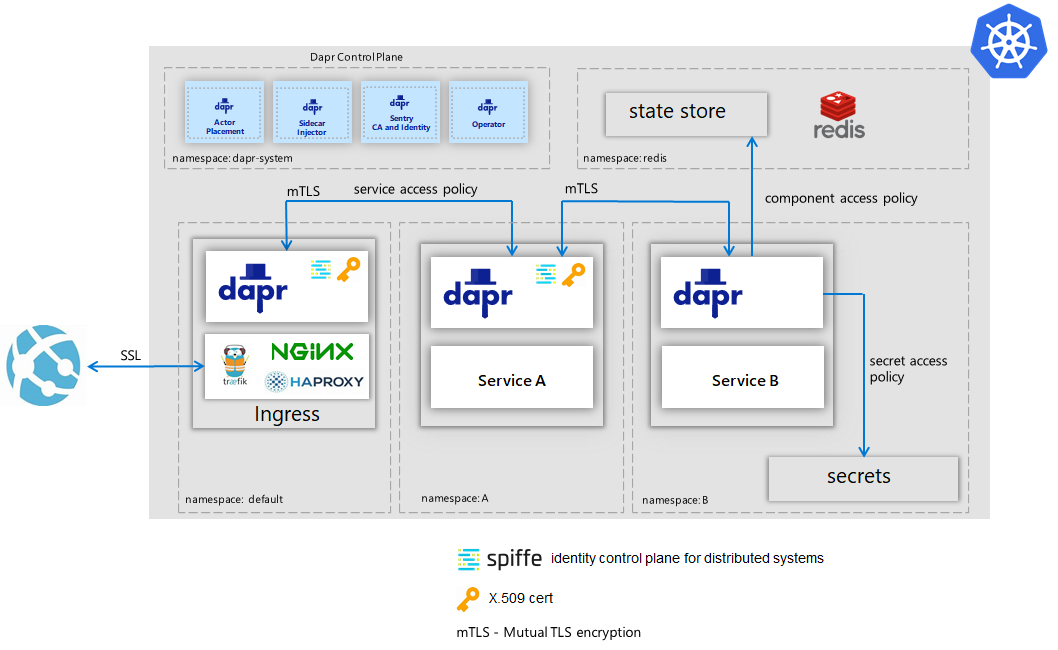 Dapr Control Plane
dapr
Actor
Placement
dapr
Sidecar
Injector
dapr
Sentry
CA and Identity
dapr
Operator
namespace: dapr-system
state store
redis
namespace: redis
mTLS
service access policy
mTLS
component access policy
dapr
dapr
dapr
SSL
træfik
NGINX
HAPROXY
Ingress
Service A
Service B
secret access
policy
secrets
namespace: default
namespace: A
namespace: B
spiffe identity control plane for distributed systems
X.509 cert
mTLS - Mutual TLS encryption